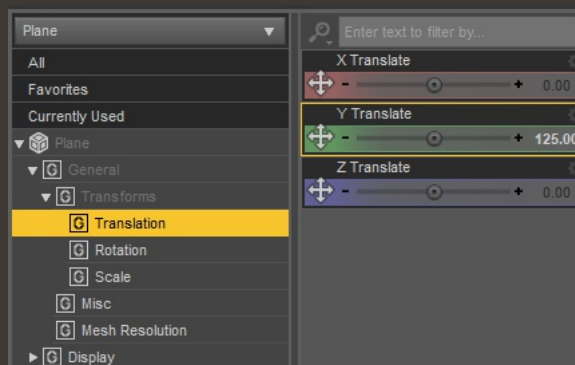 Plane
All
Favorites
Currently Used
Plane
G General
G Transforms
G Translation
G Rotation
G Scale
G Misc
G Mesh Resolution
G Display
Enter text to filter by...
X Translate
- + 0.00
Y Translate
- + 125.00
Z Translate
- + 0.00